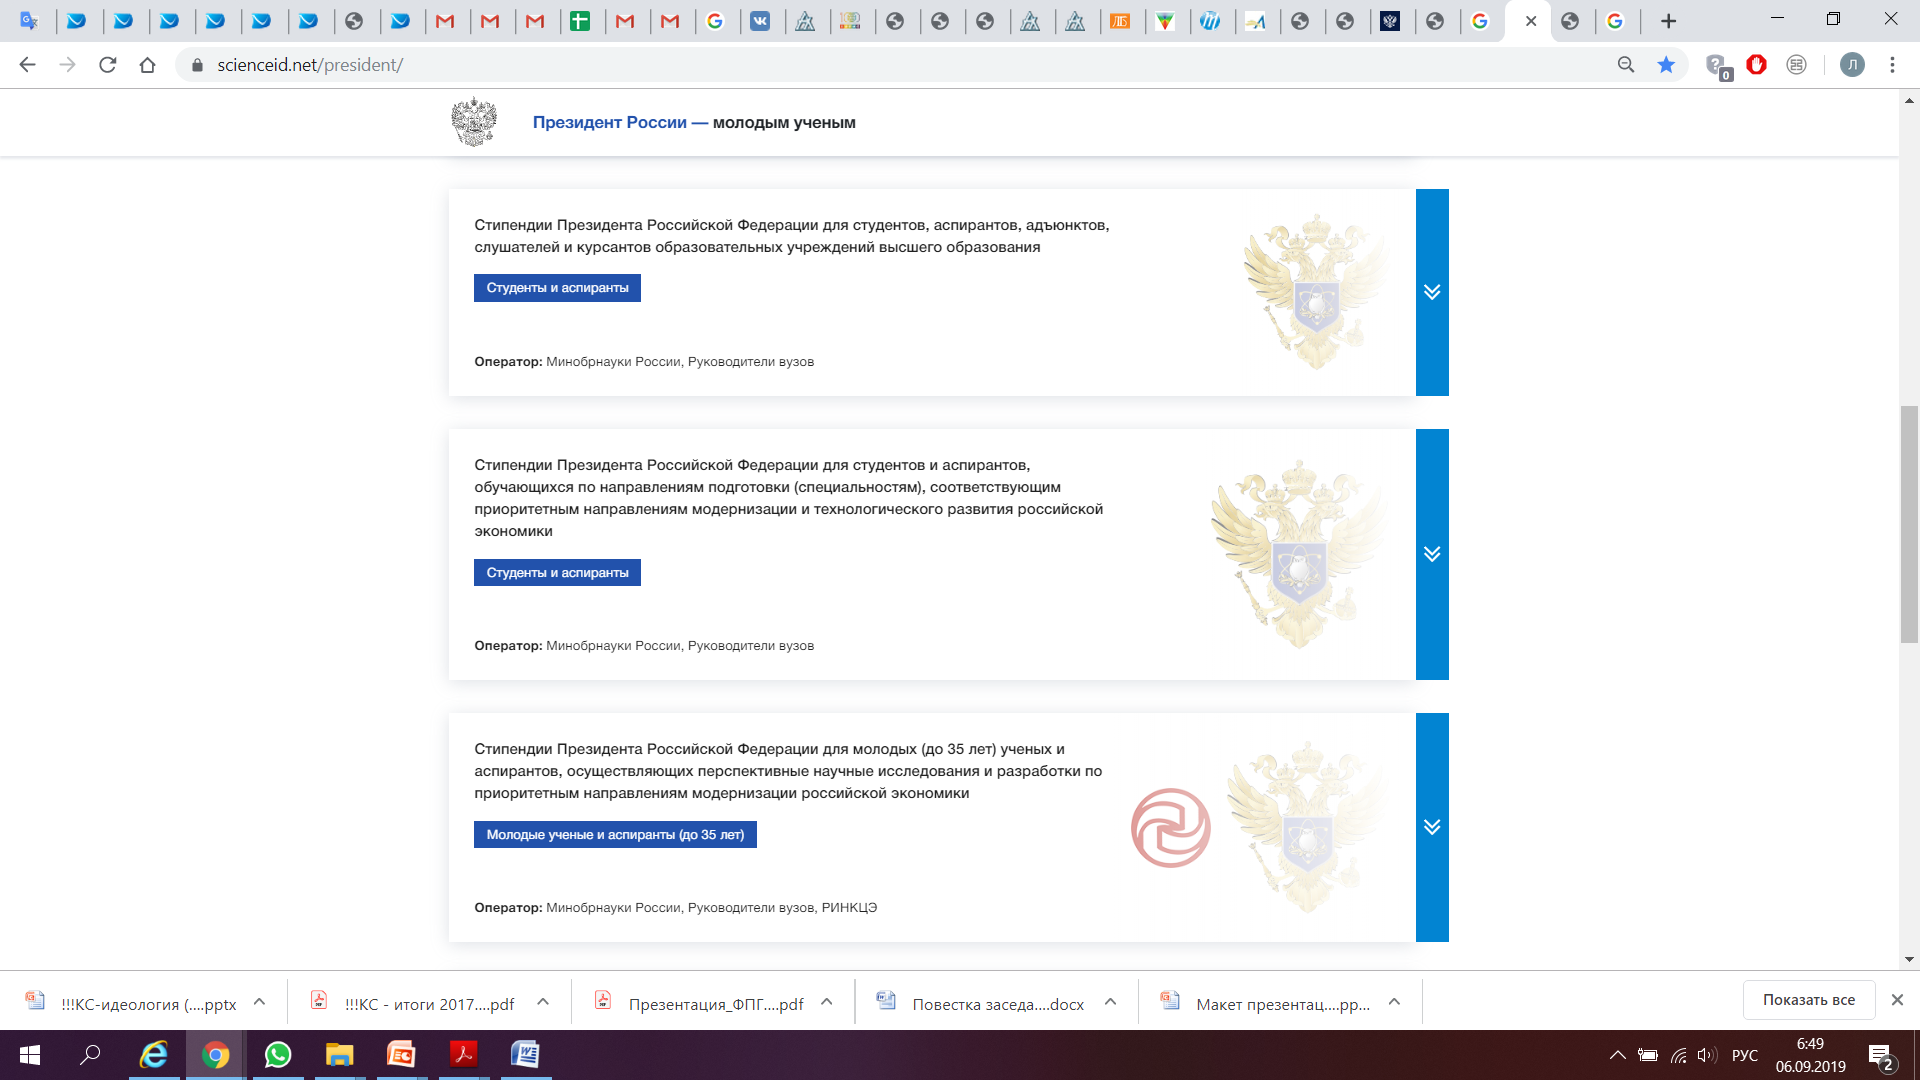 scienceid.net/president/
0
Л
Президент России — молодым ученым
Стипендии Президента Российской Федерации для студентов, аспирантов, адъюнктов,
слушателей и курсантов образовательных учреждений высшего образования
Студенты и аспиранты
Оператор: Минобрнауки России, Руководители вузов
Стипендии Президента Российской Федерации для студентов и аспирантов,
обучающихся по направлениям подготовки (специальностям), соответствующим
приоритетным направлениям модернизации и технологического развития российской
экономики
Студенты и аспиранты
Оператор: Минобрнауки России, Руководители вузов
Стипендии Президента Российской Федерации для молодых (до 35 лет) ученых и
аспирантов, осуществляющих перспективные научные исследования и разработки по
приоритетным направлениям модернизации российской экономики
Молодые ученые и аспиранты (до 35 лет)
Оператор: Минобрнауки России, Руководители вузов, РИНКЦЭ
!!!КС-идеология (....pptx
!!!КС - итоги 2017....pdf
Презентация_ФПГ....pdf
Повестка заседа....docx
Макет презентац....pp...
Показать все
РУС
6:49
06.09.2019
2